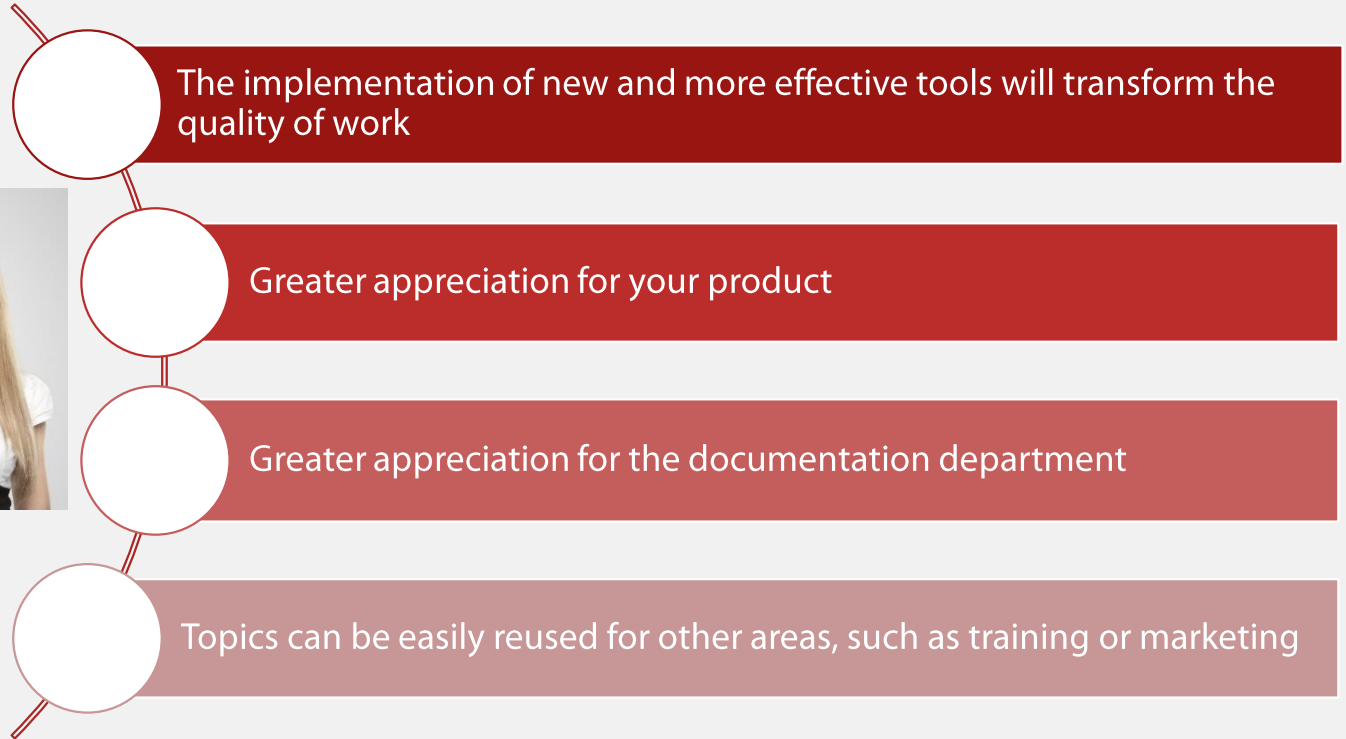 The implementation of new and more effective tools will transform the
quality of work
Greater appreciation for your product
Greater appreciation for the documentation department
Topics can be easily reused for other areas, such as training or marketing